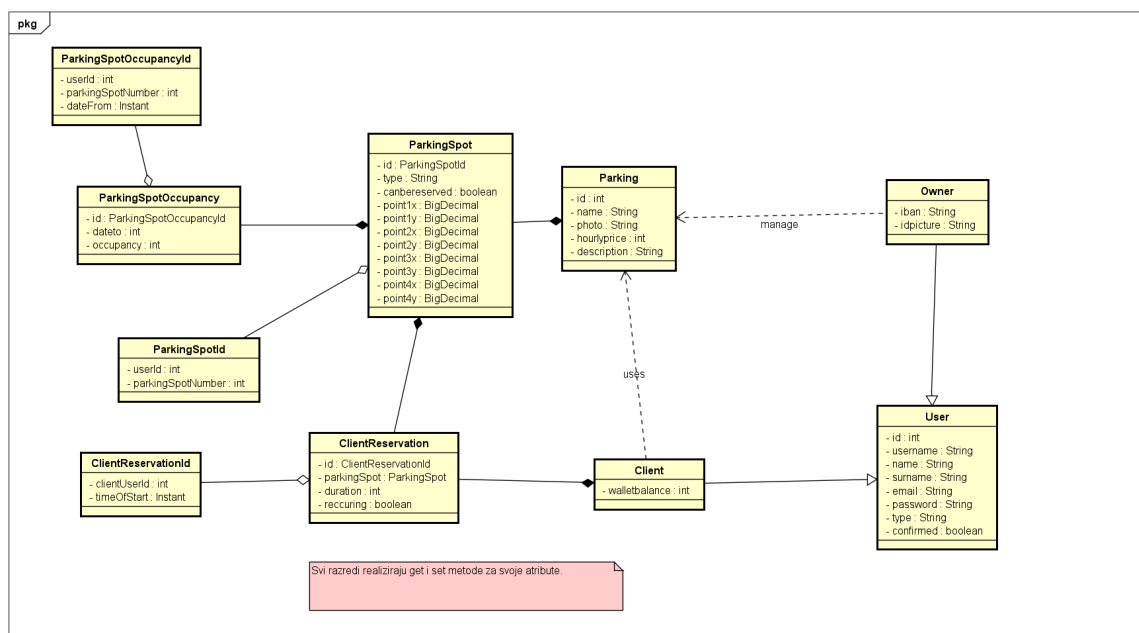 pkg
ParkingSpotOccupancyId
- userId : int
- parkingSpotNumber : int
- dateFrom : Instant
ParkingSpotOccupancy
- id : ParkingSpotOccupancyId
- dateto : int
- occupancy : int
ParkingSpot
- id : ParkingSpotId
- type : String
- canbereserved : boolean
- point1x : BigDecimal
- point1y : BigDecimal
- point2x : BigDecimal
- point2y : BigDecimal
- point3x : BigDecimal
- point3y : BigDecimal
- point4x : BigDecimal
- point4y : BigDecimal
Parking
- id : int
- name : String
- photo : String
- hourlyprice : int
- description : String
manage
Owner
- iban : String
- idpicture : String
ParkingSpotId
- userId : int
- parkingSpotNumber : int
uses
ClientReservationId
- clientUserId : int
- timeOfStart : Instant
ClientReservation
- id : ClientReservationId
- parkingSpot : ParkingSpot
- duration : int
- reccuring : boolean
Client
- walletbalance : int
User
- id : int
- username : String
- name : String
- surname : String
- email : String
- password : String
- type : String
- confirmed : boolean
Svi razredi realiziraju get i set metode za svoje atribute.